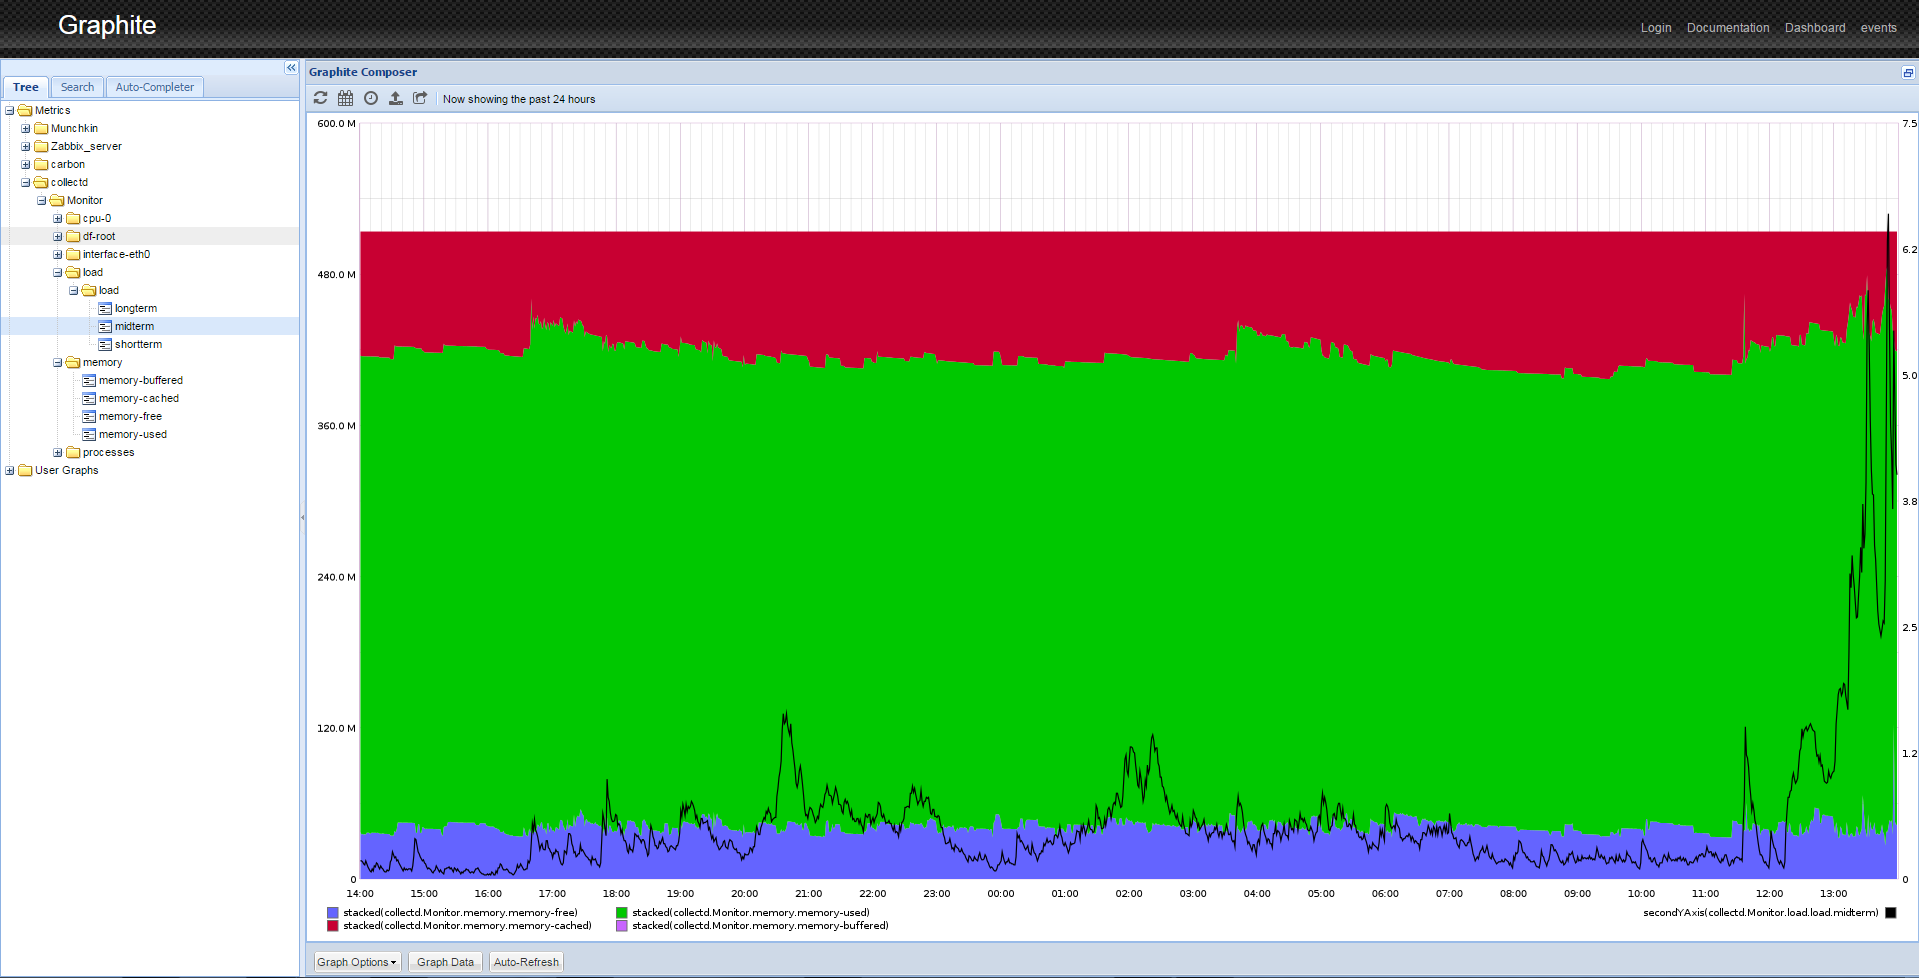 Graphite
Login Documentation Dashboard events
Tree Search Auto-Completer
Metrics
Munchkin
Zabbix_server
carbon
collectd
Monitor
cpu-0
df-root
interface-eth0
load
load
longterm
midterm
shortterm
memory
memory-buffered
memory-cached
memory-free
memory-used
processes
User Graphs
Graphite Composer
Now showing the past 24 hours
600.0 M
480.0 M
360.0 M
240.0 M
120.0 M
0
7.5
6.2
5.0
3.8
2.5
1.2
0
14:00 15:00 16:00 17:00 18:00 19:00 20:00 21:00 22:00 23:00 00:00 01:00 02:00 03:00 04:00 05:00 06:00 07:00 08:00 09:00 10:00 11:00 12:00 13:00
stacked(collectd.Monitor.memory.memory-free) stacked(collectd.Monitor.memory.memory-used) secondYAxis(collectd.Monitor.load.load.midterm)
stacked(collectd.Monitor.memory.memory-cached) stacked(collectd.Monitor.memory.memory-buffered)
Graph Options Graph Data Auto-Refresh